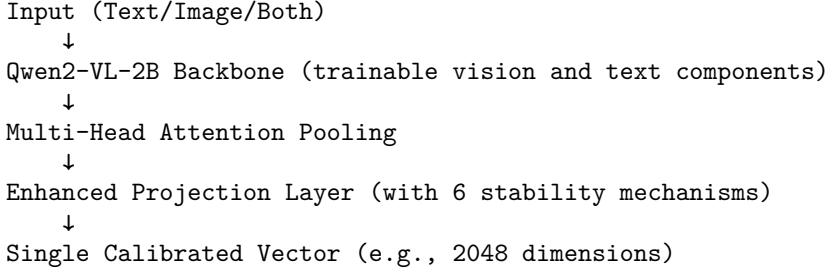 Input (Text/Image/Both)
↓
Qwen2-VL-2B Backbone (trainable vision and text components)
↓
Multi-Head Attention Pooling
↓
Enhanced Projection Layer (with 6 stability mechanisms)
↓
Single Calibrated Vector (e.g., 2048 dimensions)